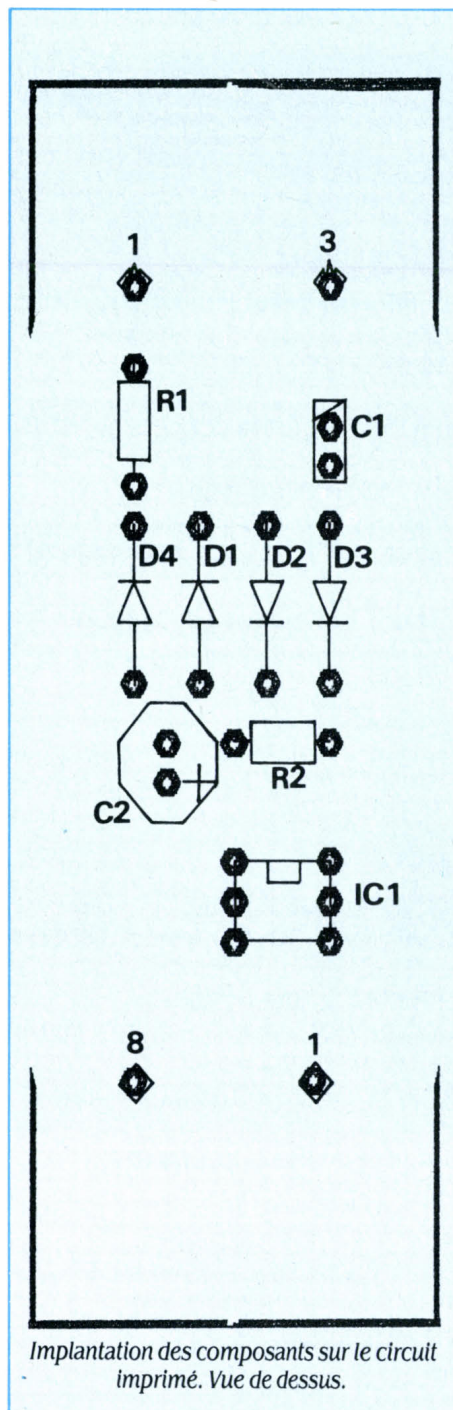 1 3
R1
C1
D4 D1 D2 D3
R2
C2
IC1
8 1
Implantation des composants sur le circuit
imprimé. Vue de dessus.